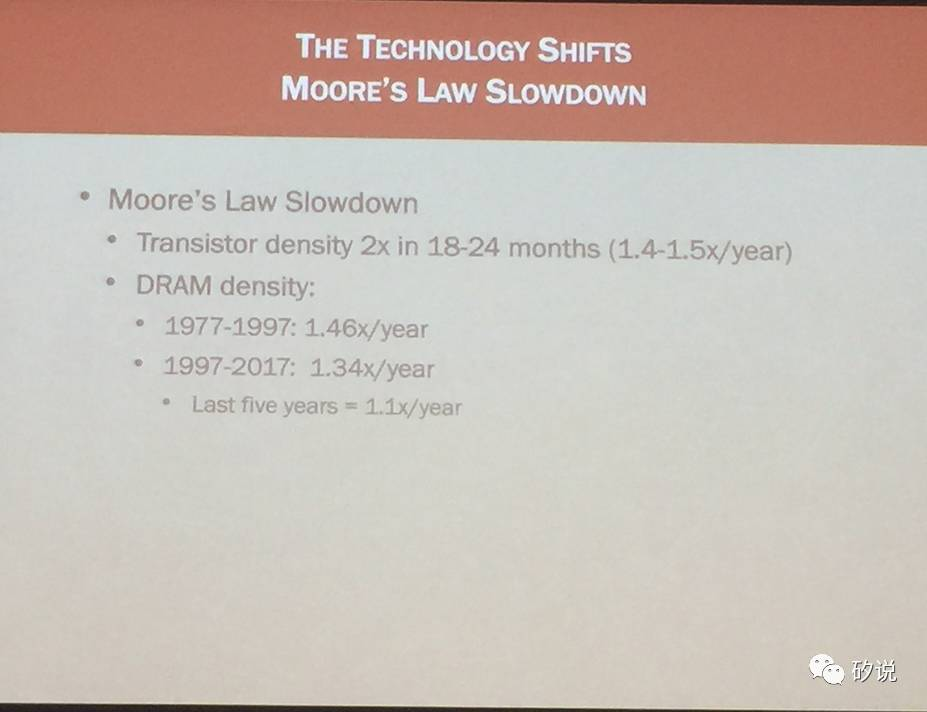 THE TECHNOLOGY SHIFTS
MOORE'S LAW SLOWDOWN
• Moore's Law Slowdown
• Transistor density 2x in 18-24 months (1.4-1.5x/year)
• DRAM density:
• 1977-1997: 1.46x/year
• 1997-2017: 1.34x/year
• Last five years = 1.1x/year
矽说